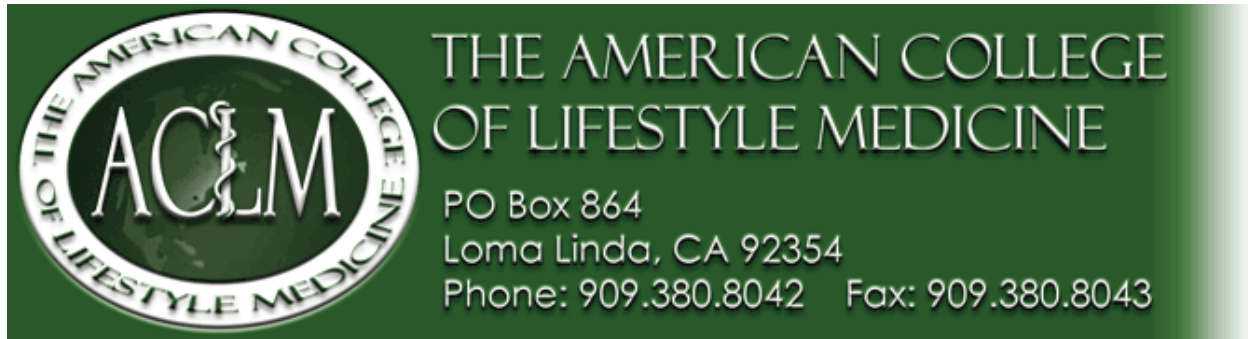 THE AMERICAN COLLEGE
OF LIFESTYLE MEDICINE
ACLM
THE AMERICAN COLLEGE
OF LIFESTYLE MEDICINE
PO Box 864
Loma Linda, CA 92354
Phone: 909.380.8042 Fax: 909.380.8043